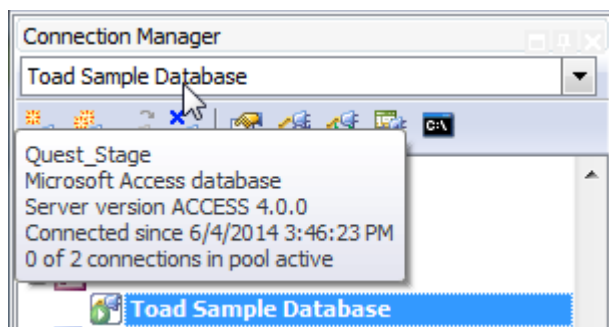 Connection Manager
Toad Sample Database
C:\
Quest_Stage
Microsoft Access database
Server version ACCESS 4.0.0
Connected since 6/4/2014 3:46:23 PM
0 of 2 connections in pool active
Toad Sample Database